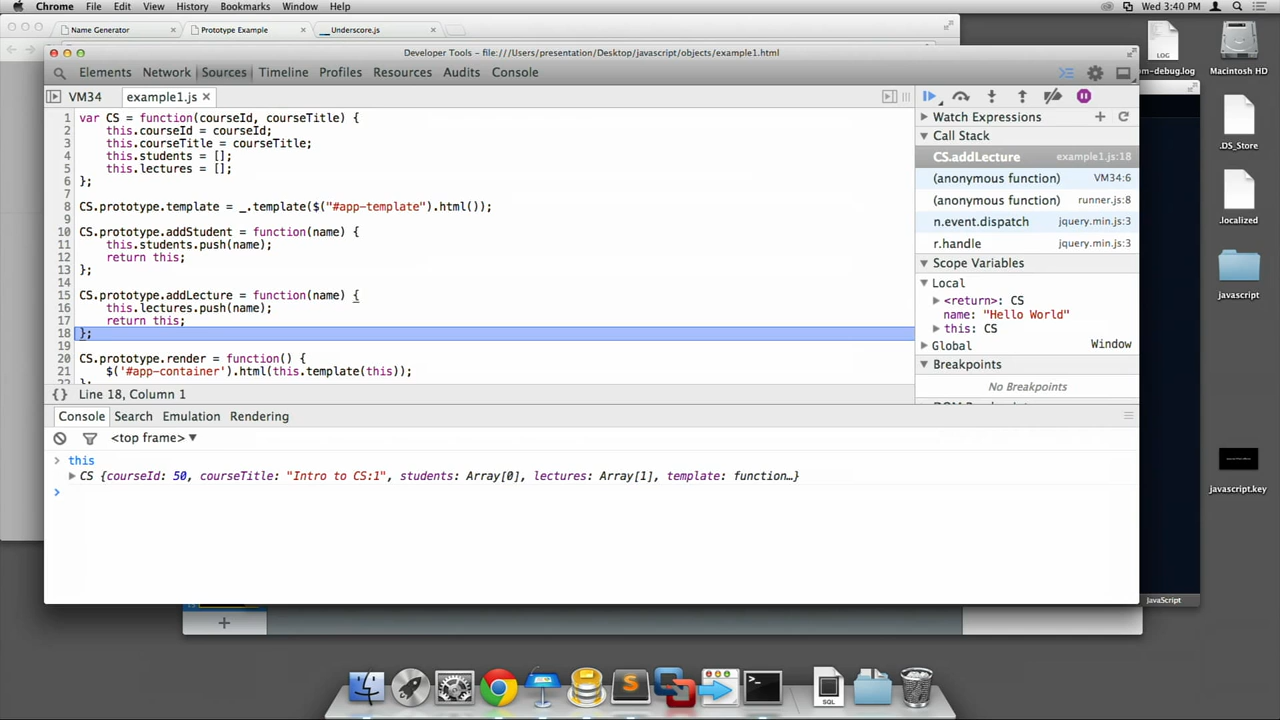 Chrome File Edit View History Bookmarks Window Help
Wed 3:40 PM
Name Generator
Prototype Example
Underscore.js
Developer Tools - file:///Users/presentation/Desktop/javascript/objects/example1.html
Elements Network Sources Timeline Profiles Resources Audits Console
VM34 example1.js
1 var CS = function(courseId, courseTitle) {
2 this.courseId = courseId;
3 this.courseTitle = courseTitle;
4 this.students = [];
5 this.lectures = [];
6 };
7
8 CS.prototype.template = _.template($("#app-template").html());
9
10 CS.prototype.addStudent = function(name) {
11 this.students.push(name);
12 return this;
13 };
14
15 CS.prototype.addLecture = function(name) {
16 this.lectures.push(name);
17 return this;
18 };
19
20 CS.prototype.render = function() {
21 $('#app-container').html(this.template(this));
22 };
{} Line 18, Column 1
Watch Expressions
Call Stack
CS.addLecture example1.js:18
(anonymous function) VM34:6
(anonymous function) runner.js:8
n.event.dispatch jquery.min.js:3
r.handle jquery.min.js:3
Scope Variables
Local
<return>: CS
name: "Hello World"
this: CS
Global Window
Breakpoints
No Breakpoints
Console Search Emulation Rendering
<top frame>
this
CS {courseId: 50, courseTitle: "Intro to CS:1", students: Array[0], lectures: Array[1], template: function…}
LOG
m-debug.log
Macintosh HD
.DS_Store
.localized
javascript
javascript.key
JavaScript
SQL